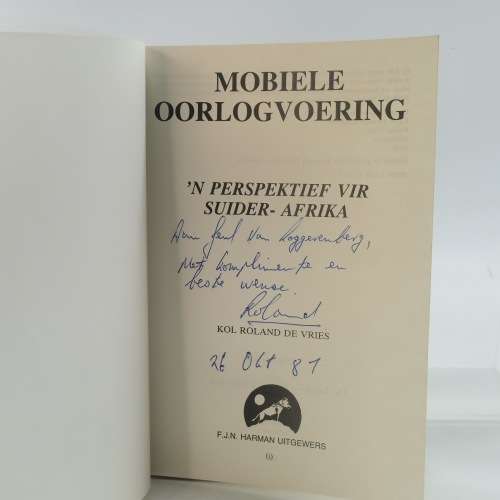 MOBIELE
OORLOGVOERING
'N PERSPEKTIEF VIR
SUIDER- AFRIKA
Aan Genl Van Loggerenberg,
Met komplimente en
beste wense.
Roland
KOL ROLAND DE VRIES
26 Okt 87
F.J.N. HARMAN UITGEWERS
(i)